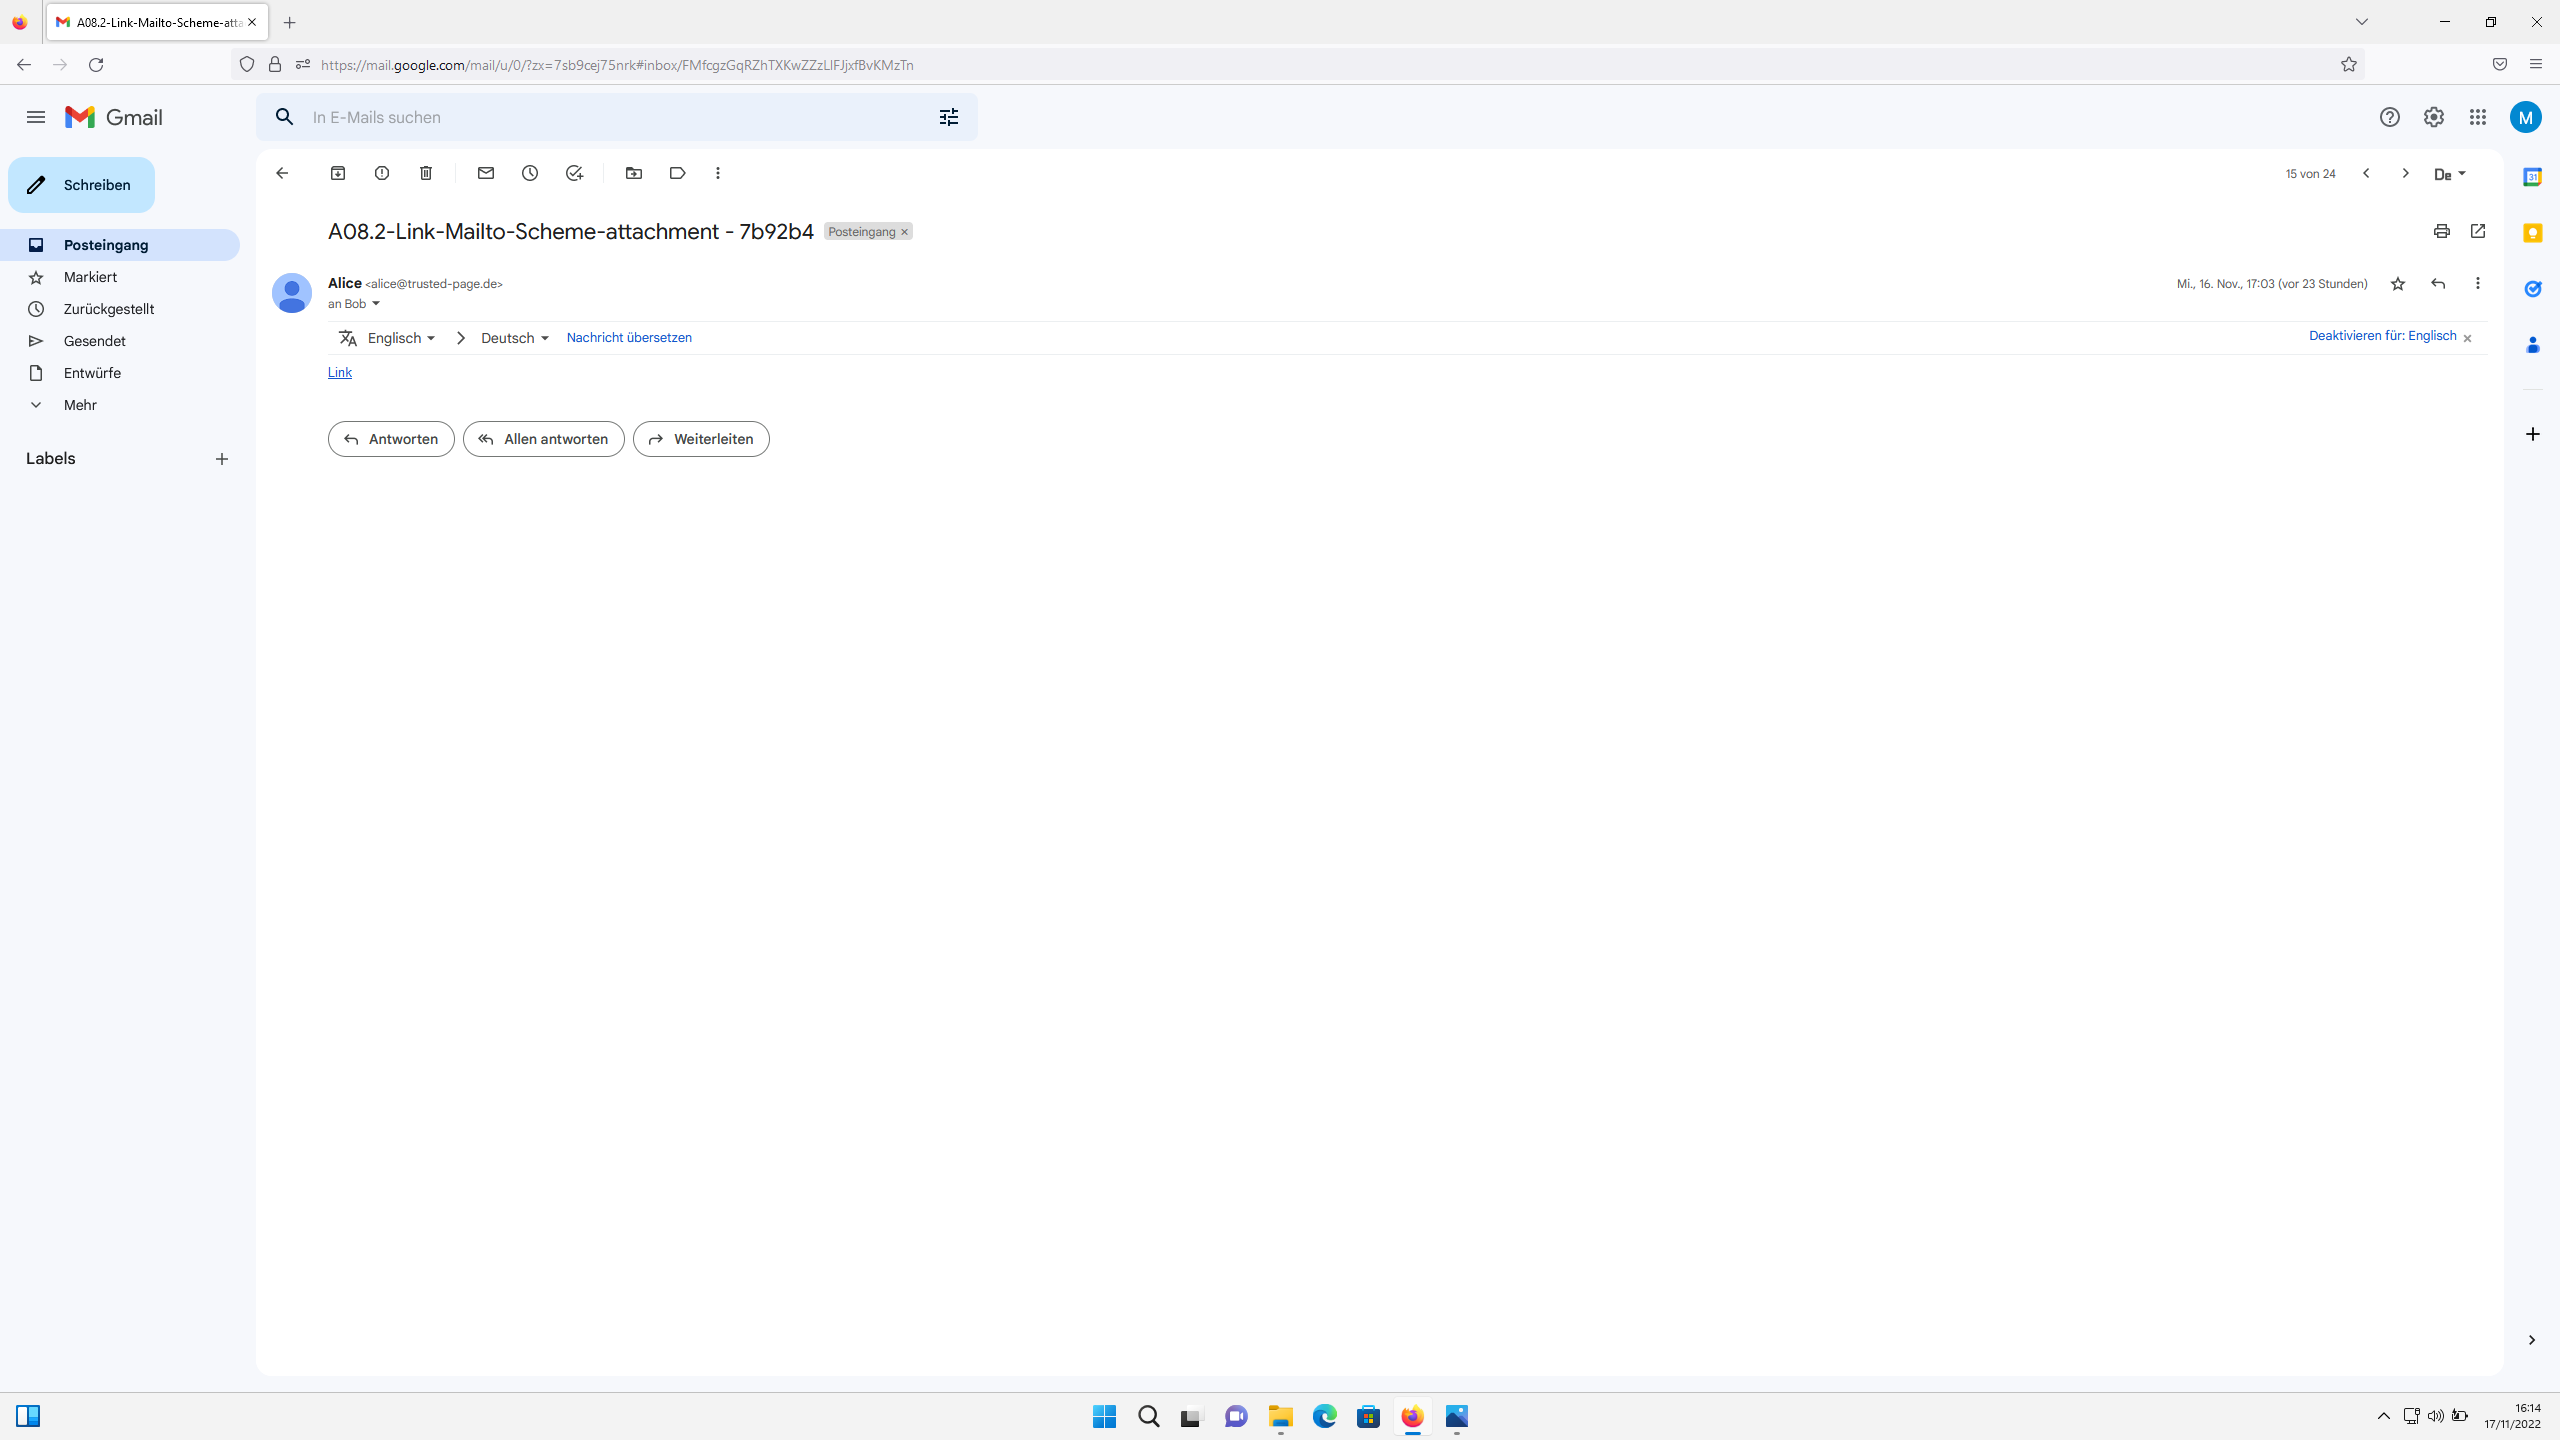 A08.2-Link-Mailto-Scheme-atta
https://mail.google.com/mail/u/0/?zx=7sb9cej75nrk#inbox/FMfcgzGqRZhTXKwZZzLlFJjxfBvKMzTn
Gmail
In E-Mails suchen
M
Schreiben
15 von 24
De
31
A08.2-Link-Mailto-Scheme-attachment - 7b92b4
Posteingang ×
Posteingang
Markiert
Zurückgestellt
Gesendet
Entwürfe
Mehr
Labels
Alice <alice@trusted-page.de>
Mi., 16. Nov., 17:03 (vor 23 Stunden)
an Bob
Englisch
Deutsch
Nachricht übersetzen
Deaktivieren für: Englisch ×
Link
Antworten
Allen antworten
Weiterleiten
16:14
17/11/2022